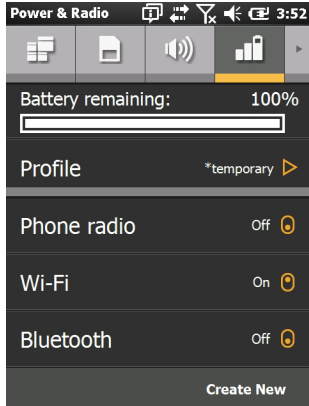 Power & Radio 3:52
Battery remaining: 100%
Profile *temporary
Phone radio Off
Wi-Fi On
Bluetooth Off
Create New